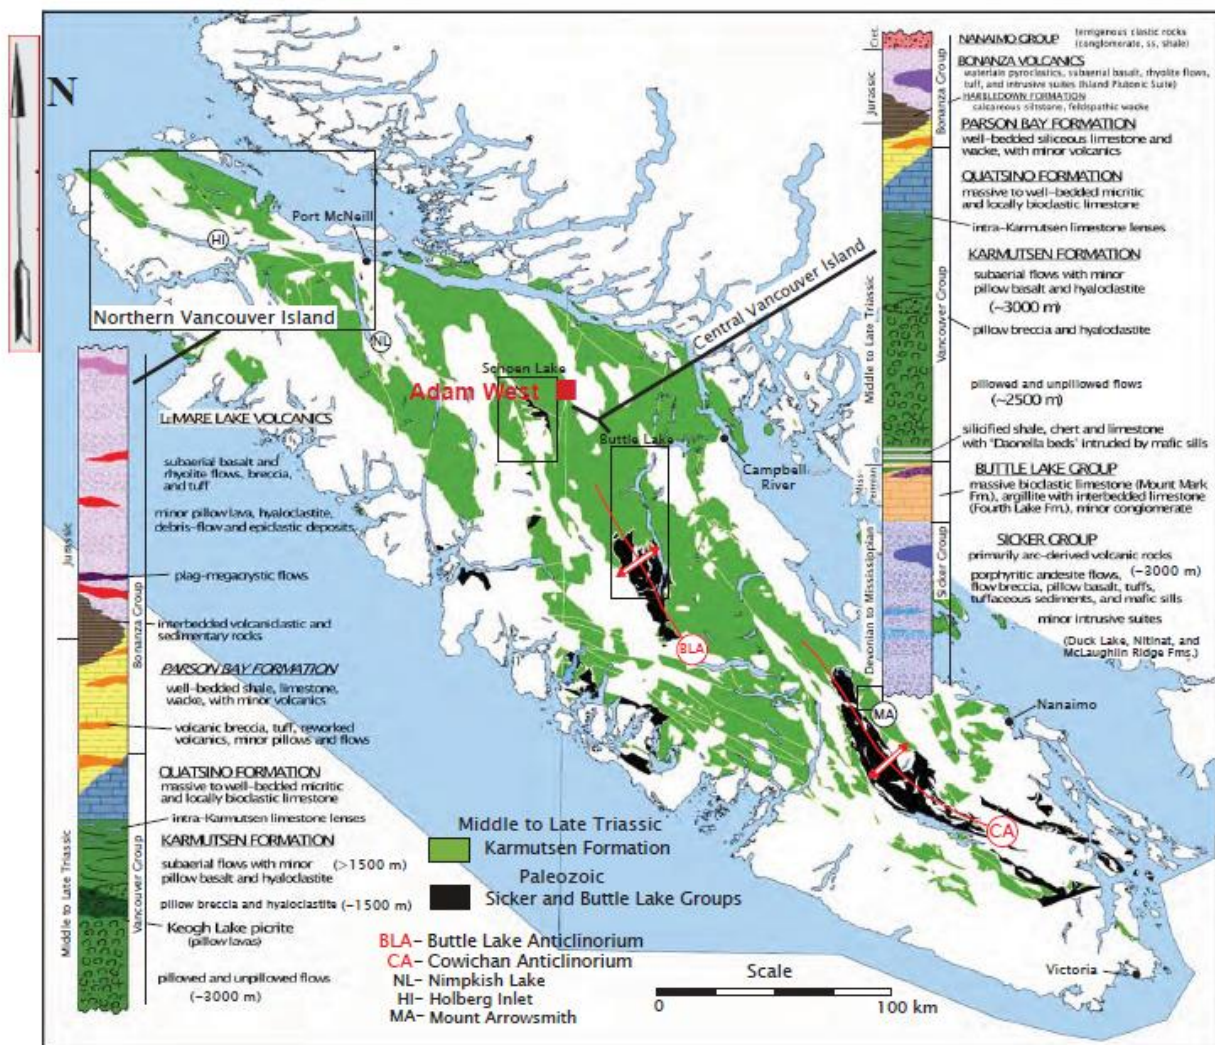 N
Port McNeill
HI
Northern Vancouver Island
NL
Schoen Lake
Adam West
Central Vancouver Island
Buttle Lake
Campbell
River
BLA
MA
Nanaimo
CA
Victoria
Jurassic
Middle to Late Triassic
Bonanza Group
Vancouver Group
LEMARE LAKE VOLCANICS
subaerial basalt and
rhyolite flows, breccia,
and tuff
minor pillow lava, hyaloclastite,
debris-flow and epiclastic deposits
plag-megacrystic flows
interbedded volcaniclastic and
sedimentary rocks
PARSON BAY FORMATION
well-bedded shale, limestone,
wacke, with minor volcanics
volcanic breccia, tuff, reworked
volcanics, minor pillows and flows
QUATSINO FORMATION
massive to well-bedded micritic
and locally bioclastic limestone
intra-Karmutsen limestone lenses
KARMUTSEN FORMATION
subaerial flows with minor (>1500 m)
pillow basalt and hyaloclastite
pillow breccia and hyaloclastite (~1500 m)
Keogh Lake picrite
(pillow lavas)
pillowed and unpillowed flows
(~3000 m)
Cret.
Jurassic
Middle to Late Triassic
Miss.-
Permian
Devonian to Mississippian
Bonanza Group
Vancouver Group
Sicker Group
NANAIMO GROUP terrigenous clastic rocks
(conglomerate, ss, shale)
BONANZA VOLCANICS
waterlain pyroclastics, subaerial basalt, rhyolite flows,
tuff, and intrusive suites (Island Plutonic Suite)
HARBLEDOWN FORMATION
calcareous siltstone, feldspathic wacke
PARSON BAY FORMATION
well-bedded siliceous limestone and
wacke, with minor volcanics
QUATSINO FORMATION
massive to well-bedded micritic
and locally bioclastic limestone
intra-Karmutsen limestone lenses
KARMUTSEN FORMATION
subaerial flows with minor
pillow basalt and hyaloclastite
(~3000 m)
pillow breccia and hyaloclastite
pillowed and unpillowed flows
(~2500 m)
silicified shale, chert and limestone
with 'Daonella beds' intruded by mafic sills
BUTTLE LAKE GROUP
massive bioclastic limestone (Mount Mark
Fm.), argillite with interbedded limestone
(Fourth Lake Fm.), minor conglomerate
SICKER GROUP
primarily arc-derived volcanic rocks
porphyritic andesite flows, (~3000 m)
flow breccia, pillow basalt, tuffs,
tuffaceous sediments, and mafic sills
minor intrusive suites
(Duck Lake, Nitinat, and
McLaughlin Ridge Fms.)
Middle to Late Triassic
Karmutsen Formation
Paleozoic
Sicker and Buttle Lake Groups
BLA- Buttle Lake Anticlinorium
CA- Cowichan Anticlinorium
NL- Nimpkish Lake
HI- Holberg Inlet
MA- Mount Arrowsmith
Scale
0 100 km